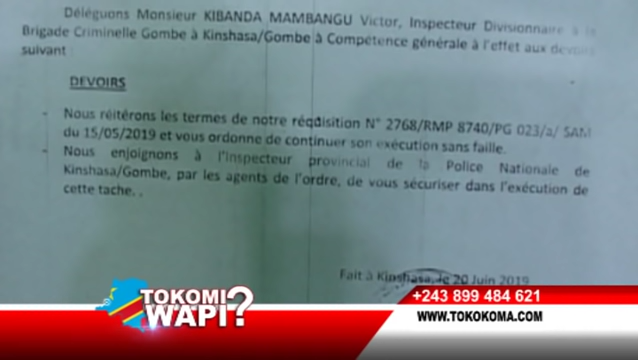 Déléguons Monsieur KIBANDA MAMBANGU Victor, Inspecteur Divisionnaire à la
Brigade Criminelle Gombe à Kinshasa/Gombe à Compétence générale à l'effet aux devoirs
suivant :
DEVOIRS
- Nous réitérons les termes de notre réqdisition N° 2768/RMP 8740/PG 023/a/ SAM
du 15/05/2019 et vous ordonne de continuer son exécution sans faille.
- Nous enjoignons à l'inspecteur provincial de la Police Nationale de
Kinshasa/Gombe, par les agents de l'ordre, de vous sécuriser dans l'exécution de
cette tache. .
Fait à Kinshasa, le 20 Juin 2019
TOKOMI
WAPI ?
+243 899 484 621
WWW.TOKOKOMA.COM